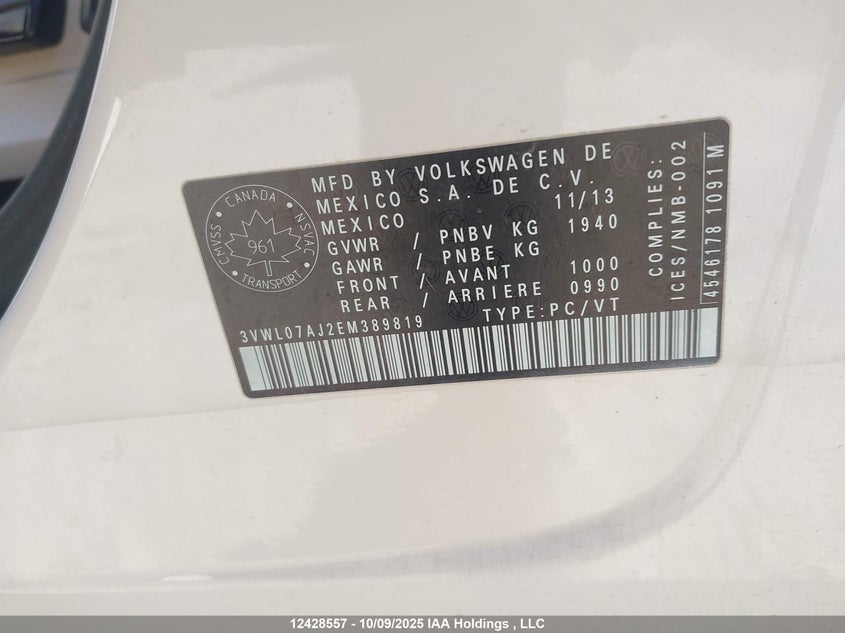 CANADA
CMVSS
NSVAC
961
TRANSPORT
MFD BY VOLKSWAGEN DE
MEXICO S.A. DE C.V.
MEXICO 11/13
GVWR / PNBV KG 1940
GAWR / PNBE KG
FRONT / AVANT 1000
REAR / ARRIERE 0990
TYPE:PC/VT
3VWL07AJ2EM389819
COMPLIES:
ICES/NMB-002
4546178 1091 M
12428557 - 10/09/2025 IAA Holdings , LLC